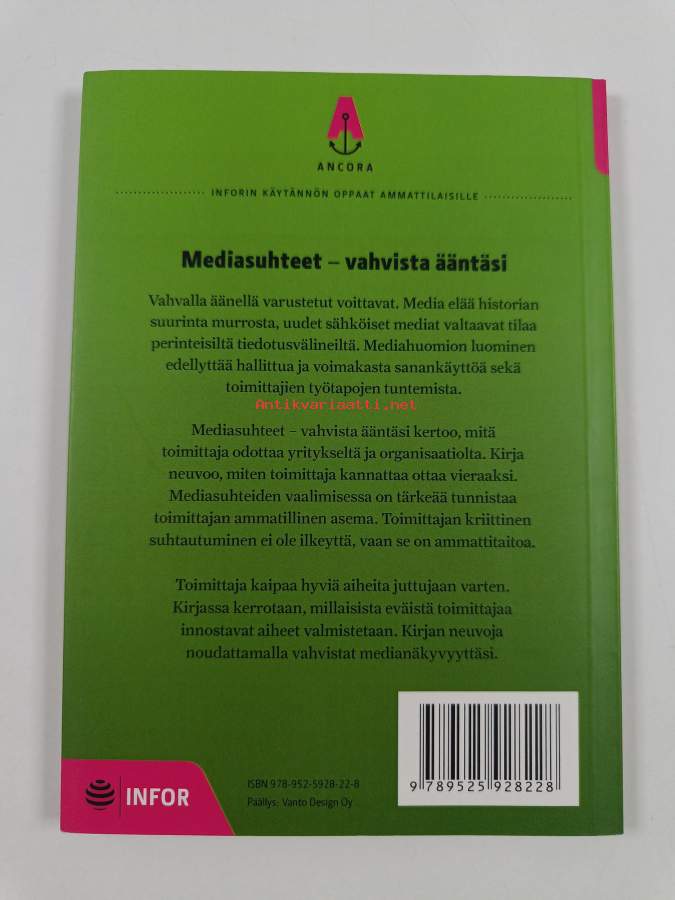 A
ANCORA
INFORIN KÄYTÄNNÖN OPPAAT AMMATTILAISILLE
Mediasuhteet – vahvista ääntäsi
Vahvalla äänellä varustetut voittavat. Media elää historian
suurinta murrosta, uudet sähköiset mediat valtaavat tilaa
perinteisiltä tiedotusvälineiltä. Mediahuomion luominen
edellyttää hallittua ja voimakasta sanankäyttöä sekä
toimittajien työtapojen tuntemista.
Antikvariaatti.net
Mediasuhteet – vahvista ääntäsi kertoo, mitä
toimittaja odottaa yritykseltä ja organisaatiolta. Kirja
neuvoo, miten toimittaja kannattaa ottaa vieraaksi.
Mediasuhteiden vaalimisessa on tärkeää tunnistaa
toimittajan ammatillinen asema. Toimittajan kriittinen
suhtautuminen ei ole ilkeyttä, vaan se on ammattitaitoa.
Toimittaja kaipaa hyviä aiheita juttujaan varten.
Kirjassa kerrotaan, millaisista eväistä toimittajaa
innostavat aiheet valmistetaan. Kirjan neuvoja
noudattamalla vahvistat medianäkyvyyttäsi.
INFOR
ISBN 978-952-5928-22-8
Päällys: Vanto Design Oy
9 789525 928228